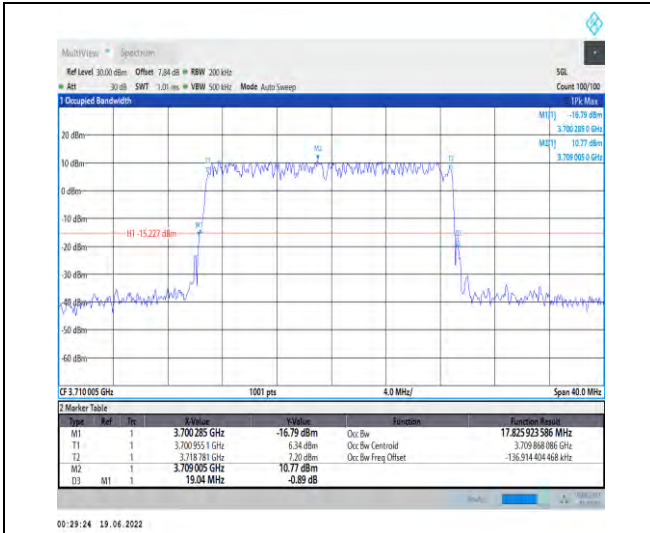 MultiView Spectrum
Ref Level 30.00 dBm Offset 7.84 dB RBW 200 kHz SGL
Att 30 dB SWT 1.01 ms VBW 500 kHz Mode Auto Sweep Count 100/100
1 Occupied Bandwidth 1Pk Max
M1[1] -16.79 dBm
3.700 285 0 GHz
M2[1] 10.77 dBm
3.709 005 0 GHz
20 dBm
M2
T1 T2
10 dBm
0 dBm
-10 dBm
M1
H1 -15.227 dBm
-20 dBm
-30 dBm
-40 dBm
-50 dBm
-60 dBm
CF 3.710 005 GHz 1001 pts 4.0 MHz/ Span 40.0 MHz
2 Marker Table
Type Ref Trc X-Value Y-Value Function Function Result
M1 1 3.700 285 GHz -16.79 dBm Occ Bw 17.825 923 586 MHz
T1 1 3.700 955 1 GHz 6.34 dBm Occ Bw Centroid 3.709 868 086 GHz
T2 1 3.718 781 GHz 7.20 dBm Occ Bw Freq Offset -136.914 404 468 kHz
M2 1 3.709 005 GHz 10.77 dBm
D3 M1 1 19.04 MHz -0.89 dB
00:29:24 19.06.2022